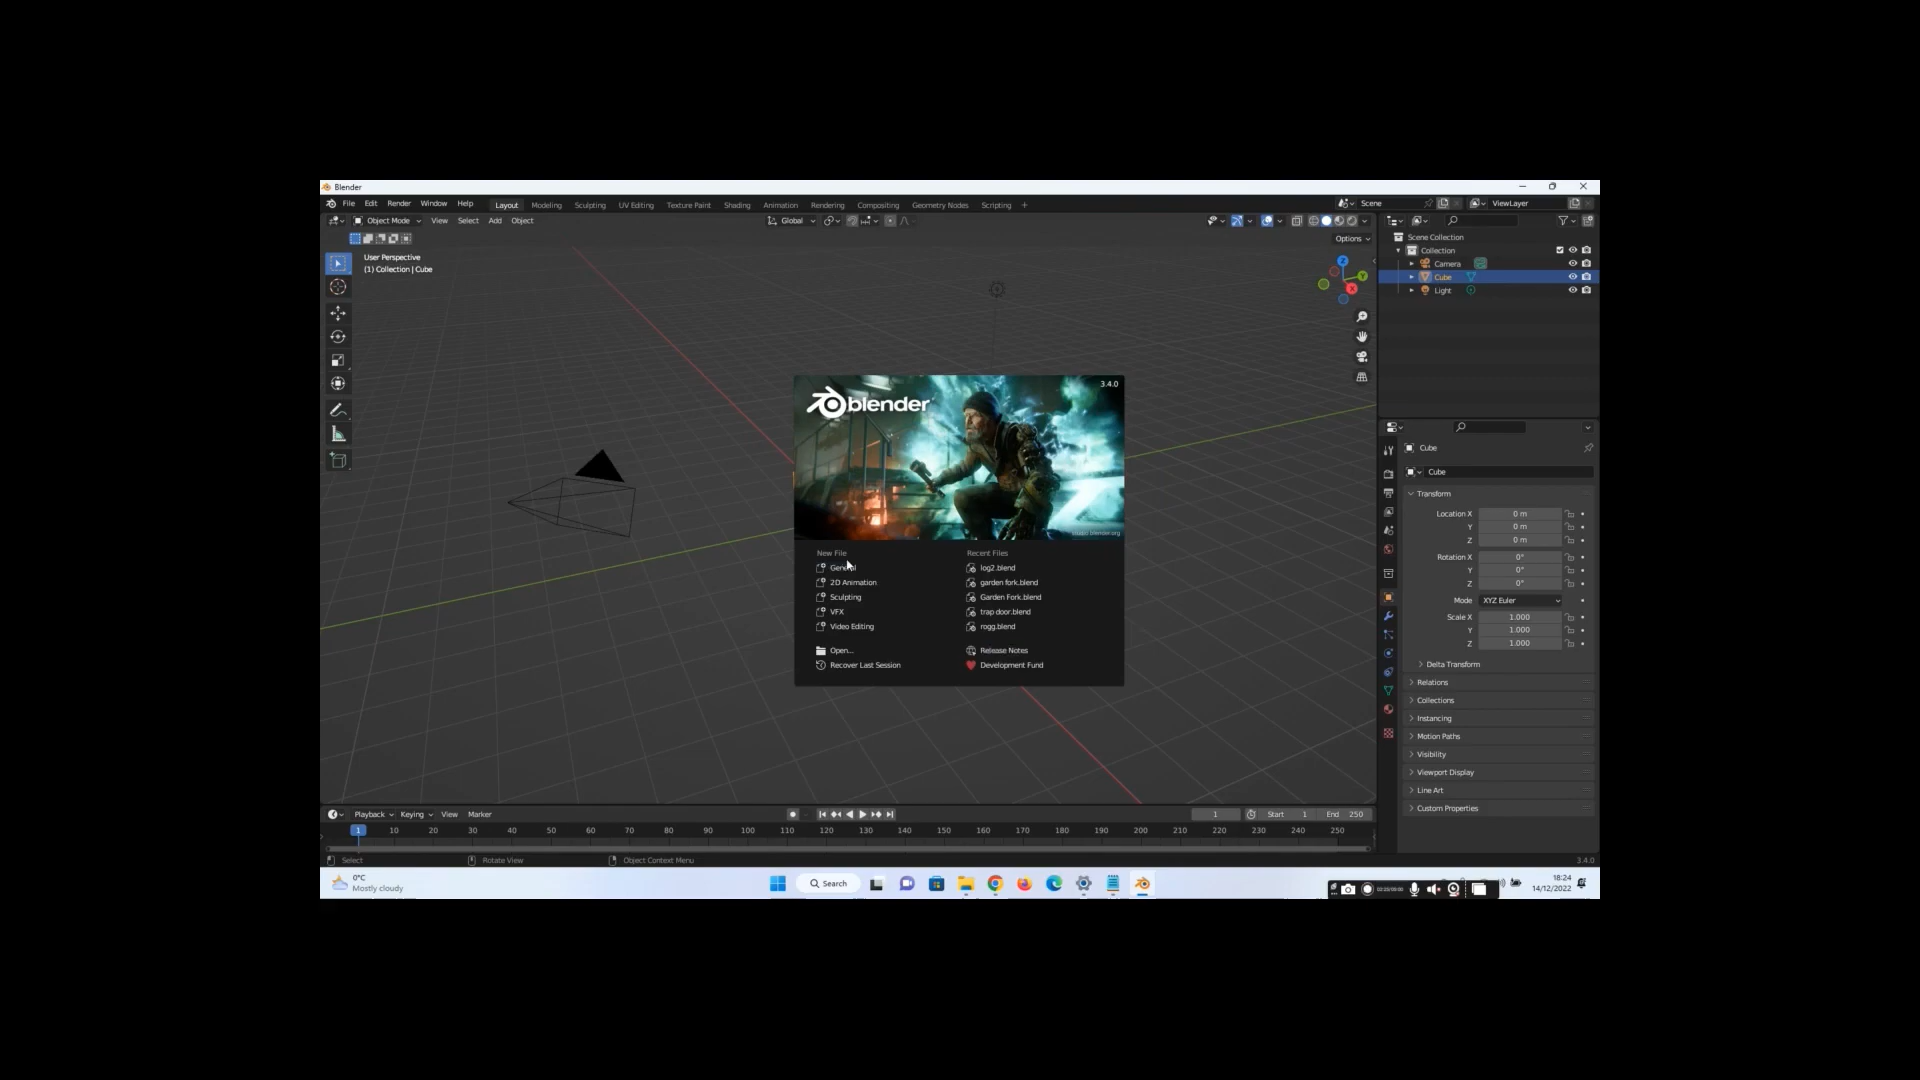 Blender
File Edit Render Window Help Layout Modeling Sculpting UV Editing Texture Paint Shading Animation Rendering Compositing Geometry Nodes Scripting + Scene ViewLayer
Object Mode View Select Add Object Global
Options
User Perspective
(1) Collection | Cube
Z
Y
X
Scene Collection
Collection
Camera
Cube
Light
blender
3.4.0
studio.blender.org
New File
General
2D Animation
Sculpting
VFX
Video Editing
Open...
Recover Last Session
Recent Files
log2.blend
garden fork.blend
Garden Fork.blend
trap door.blend
rogg.blend
Release Notes
Development Fund
Cube
Cube
Transform
Location X 0 m
Y 0 m
Z 0 m
Rotation X 0°
Y 0°
Z 0°
Mode XYZ Euler
Scale X 1.000
Y 1.000
Z 1.000
Delta Transform
Relations
Collections
Instancing
Motion Paths
Visibility
Viewport Display
Line Art
Custom Properties
Playback Keying View Marker 1 Start 1 End 250
1 10 20 30 40 50 60 70 80 90 100 110 120 130 140 150 160 170 180 190 200 210 220 230 240 250
Select Rotate View Object Context Menu 3.4.0
0°C
Mostly cloudy
Search
18:24
14/12/2022